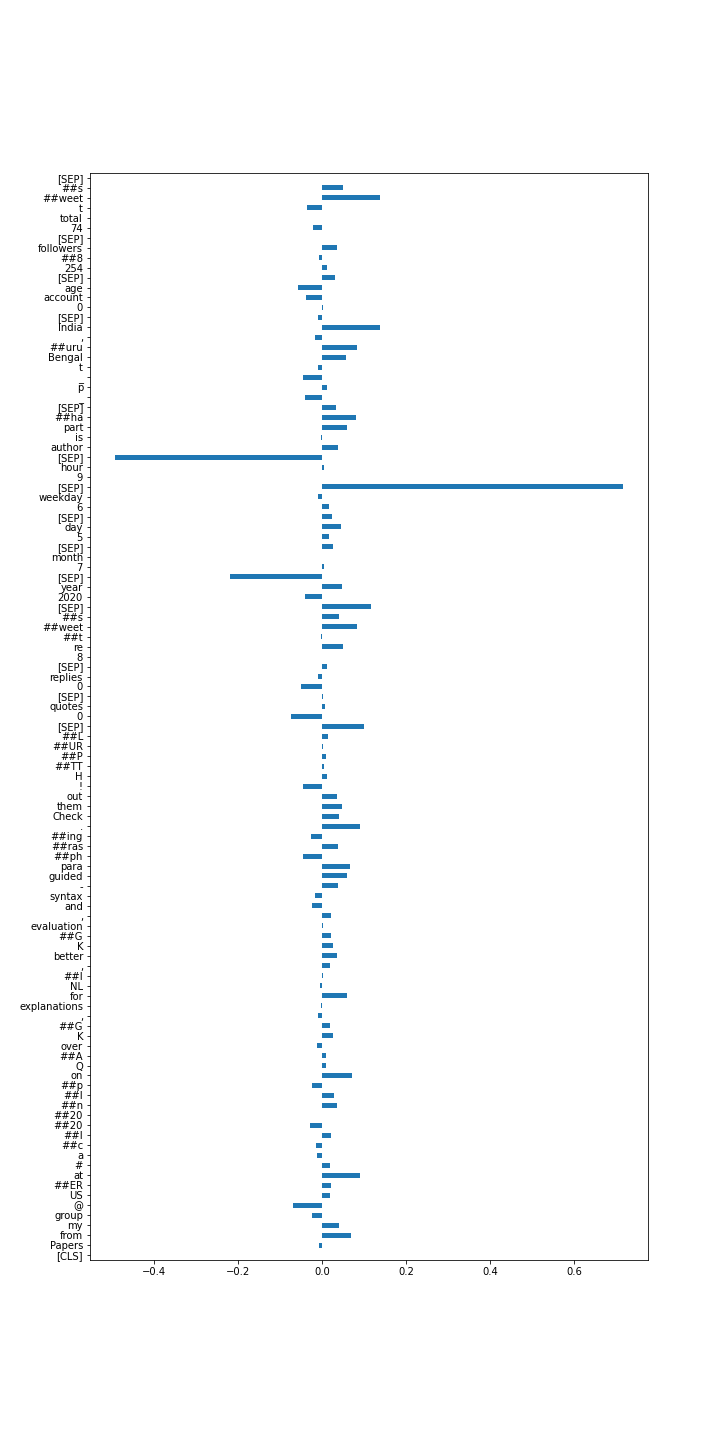 [SEP]
##s
##weet
t
total
74
[SEP]
followers
##8
254
[SEP]
age
account
0
[SEP]
India
,
##uru
Bengal
t
_
p
_
[SEP]
##ha
part
is
author
[SEP]
hour
9
[SEP]
weekday
6
[SEP]
day
5
[SEP]
month
7
[SEP]
year
2020
[SEP]
##s
##weet
##t
re
8
[SEP]
replies
0
[SEP]
quotes
0
[SEP]
##L
##UR
##P
##TT
H
!
out
them
Check
.
##ing
##ras
##ph
para
guided
-
syntax
and
,
evaluation
##G
K
better
,
##I
NL
for
explanations
,
##G
K
over
##A
Q
on
##p
##l
##n
##20
##20
##l
##c
a
#
at
##ER
US
@
group
my
from
Papers
[CLS]
−0.4 −0.2 0.0 0.2 0.4 0.6